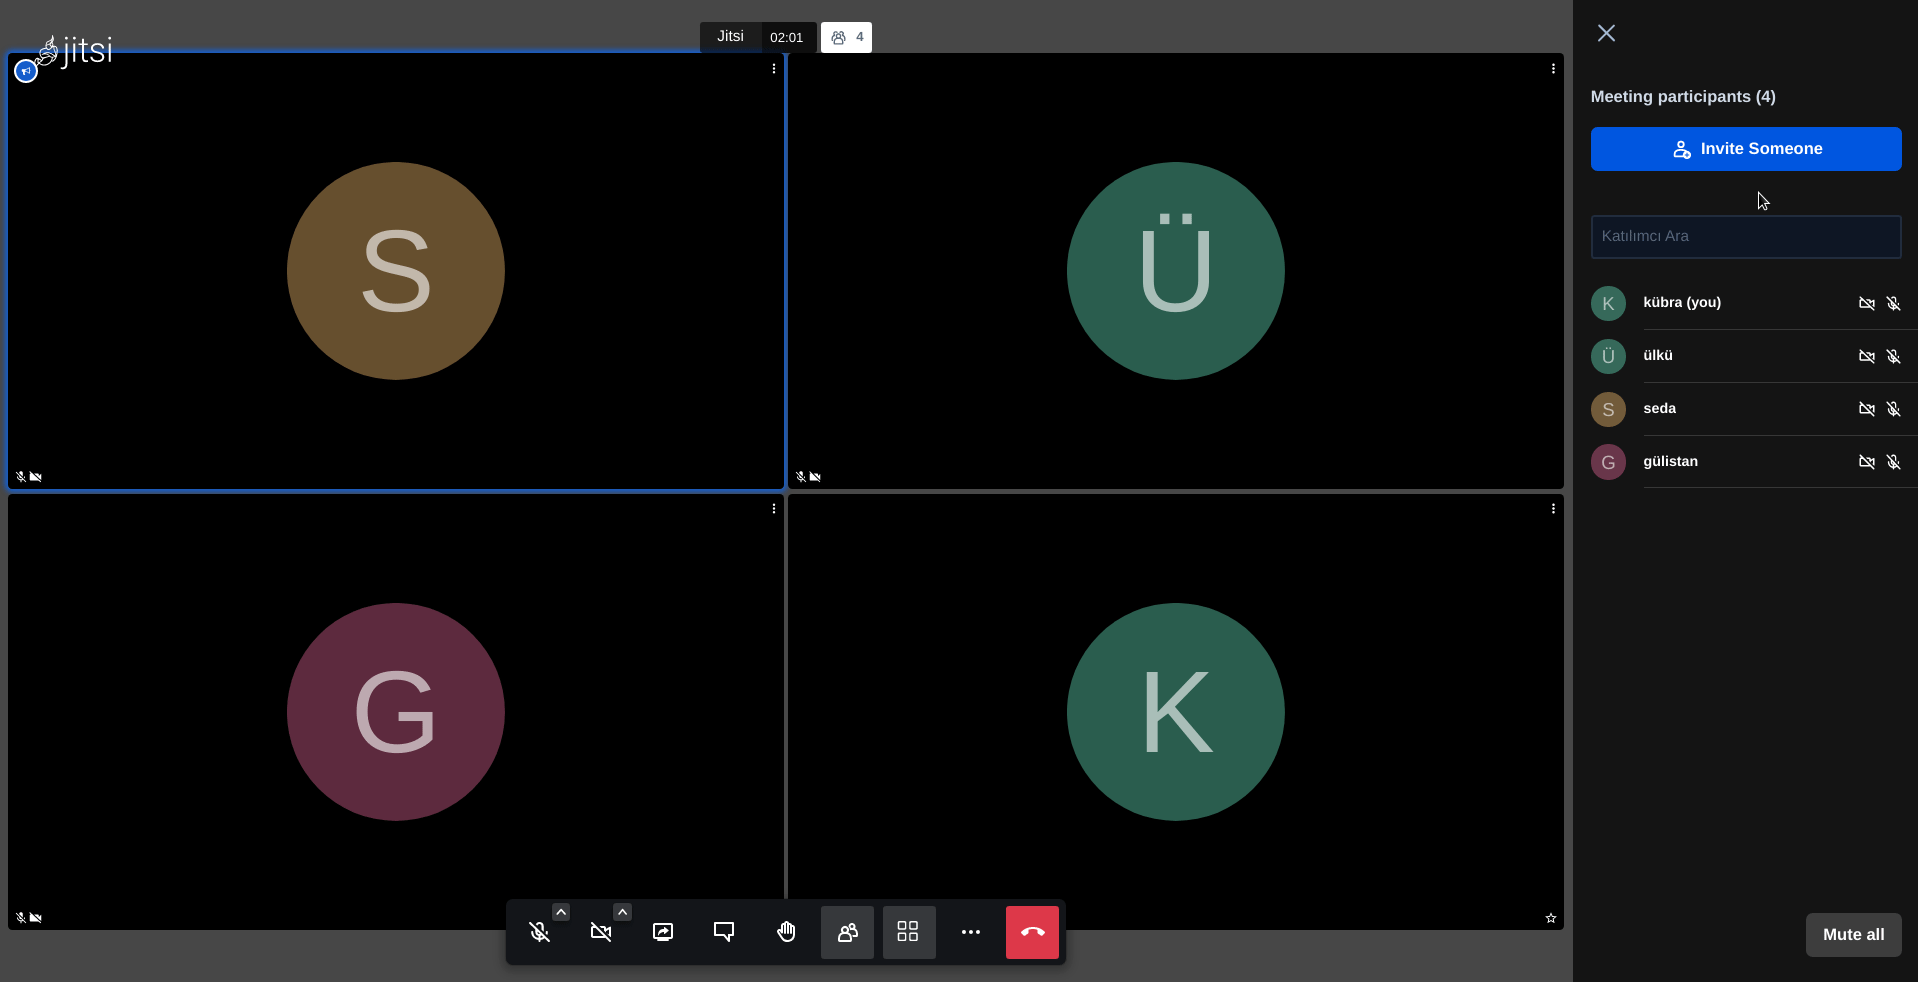 jitsi
Jitsi 02:01 4
S
Ü
G
K
Meeting participants (4)
Invite Someone
Katılımcı Ara
K kübra (you)
Ü ülkü
S seda
G gülistan
Mute all